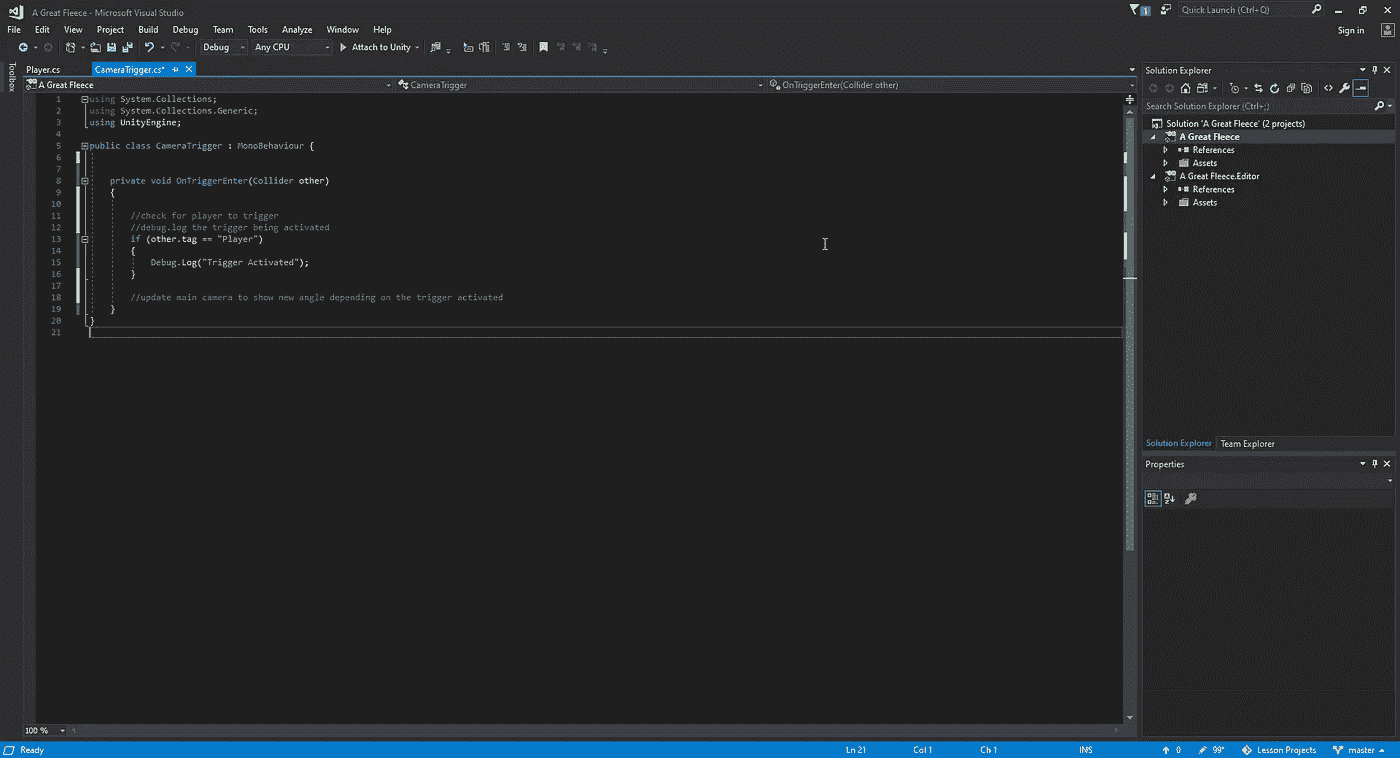 A Great Fleece - Microsoft Visual Studio
1
Quick Launch (Ctrl+Q)
File Edit View Project Build Debug Team Tools Analyze Window Help
Sign in
Debug Any CPU Attach to Unity
Toolbox
Player.cs CameraTrigger.cs*
A Great Fleece CameraTrigger OnTriggerEnter(Collider other)
1 using System.Collections;
2 using System.Collections.Generic;
3 using UnityEngine;
4
5 public class CameraTrigger : MonoBehaviour {
6
7
8 private void OnTriggerEnter(Collider other)
9 {
10
11 //check for player to trigger
12 //debug.log the trigger being activated
13 if (other.tag == "Player")
14 {
15 Debug.Log("Trigger Activated");
16 }
17
18 //update main camera to show new angle depending on the trigger activated
19 }
20 }
21
100 %
Solution Explorer
Search Solution Explorer (Ctrl+;)
Solution 'A Great Fleece' (2 projects)
A Great Fleece
References
Assets
A Great Fleece.Editor
References
Assets
Solution Explorer Team Explorer
Properties
Ready Ln 21 Col 1 Ch 1 INS 0 99* Lesson Projects master